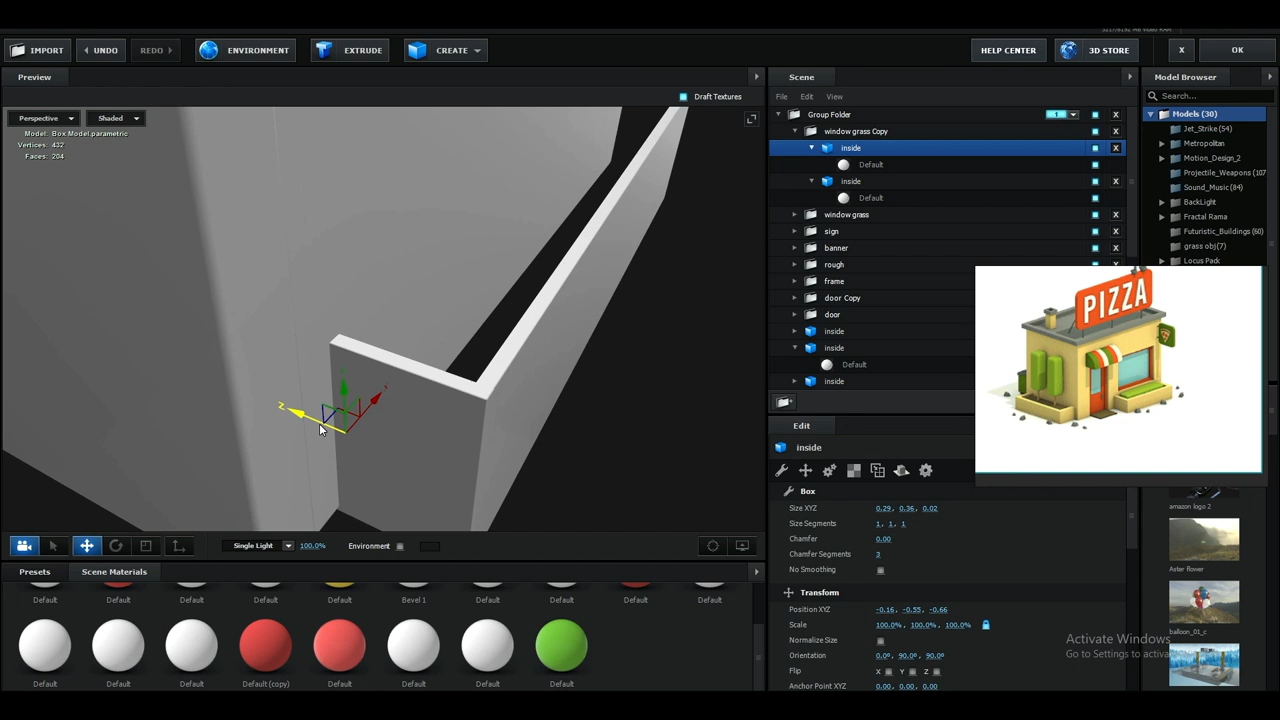 IMPORT
UNDO
REDO
ENVIRONMENT
EXTRUDE
CREATE
HELP CENTER
3D STORE
X
OK
Preview
Draft Textures
Perspective
Shaded
Model: Box Model.parametric
Vertices: 432
Faces: 204
Z
Single Light
100.0%
Environment
Presets
Scene Materials
Default Default Default Default Default Bevel 1 Default Default Default Default
Default Default Default Default (copy) Default Default Default Default
Scene
File Edit View
Group Folder 1 X
window grass Copy X
inside X
Default
inside X
Default
window grass X
sign X
banner X
rough X
frame
door Copy
door
inside
inside
Default
inside
Edit
inside
Box
Size XYZ 0.29, 0.36, 0.02
Size Segments 1, 1, 1
Chamfer 0.00
Chamfer Segments 3
No Smoothing
Transform
Position XYZ -0.16, -0.55, -0.66
Scale 100.0%, 100.0%, 100.0%
Normalize Size
Orientation 0.0º, 90.0º, 90.0º
Flip X Y Z
Anchor Point XYZ 0.00, 0.00, 0.00
Model Browser
Search...
Models (30)
Jet_Strike (54)
Metropolitan
Motion_Design_2
Projectile_Weapons (107
Sound_Music (84)
BackLight
Fractal Rama
Futuristic_Buildings (60)
grass obj(7)
Locus Pack
PIZZA
amazon logo 2
Aster flower
balloon_01_c
Activate Windows
Go to Settings to activa